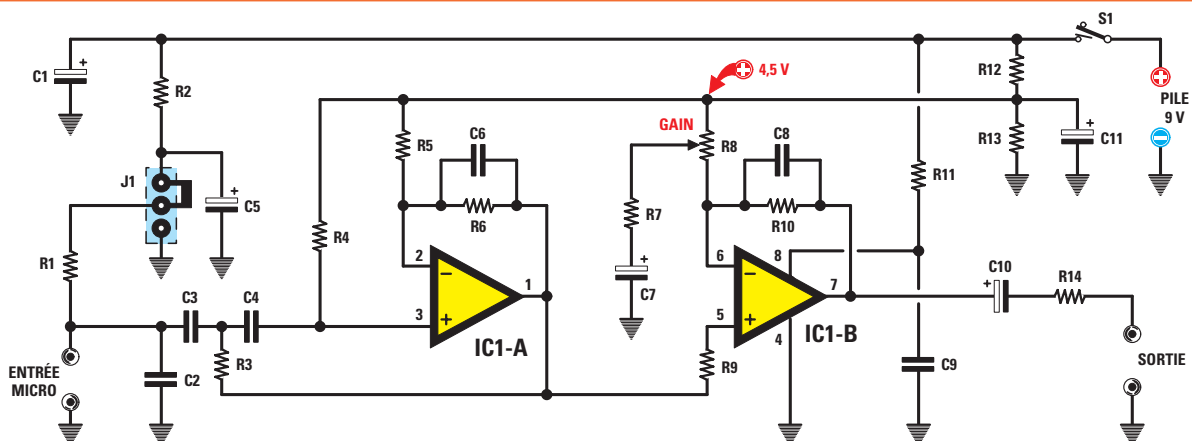 S1
C1
+
R2
R12
4,5 V
PILE
9 V
GAIN
R5
C6
R8
C8
R13
+
C11
J1
+
C5
R11
R7
R6
R10
R4
R1
2
6
8
+
C7
C10
+
R14
C3
C4
1
7
3
5
4
IC1-A
IC1-B
R3
R9
ENTRÉE
MICRO
C2
C9
SORTIE